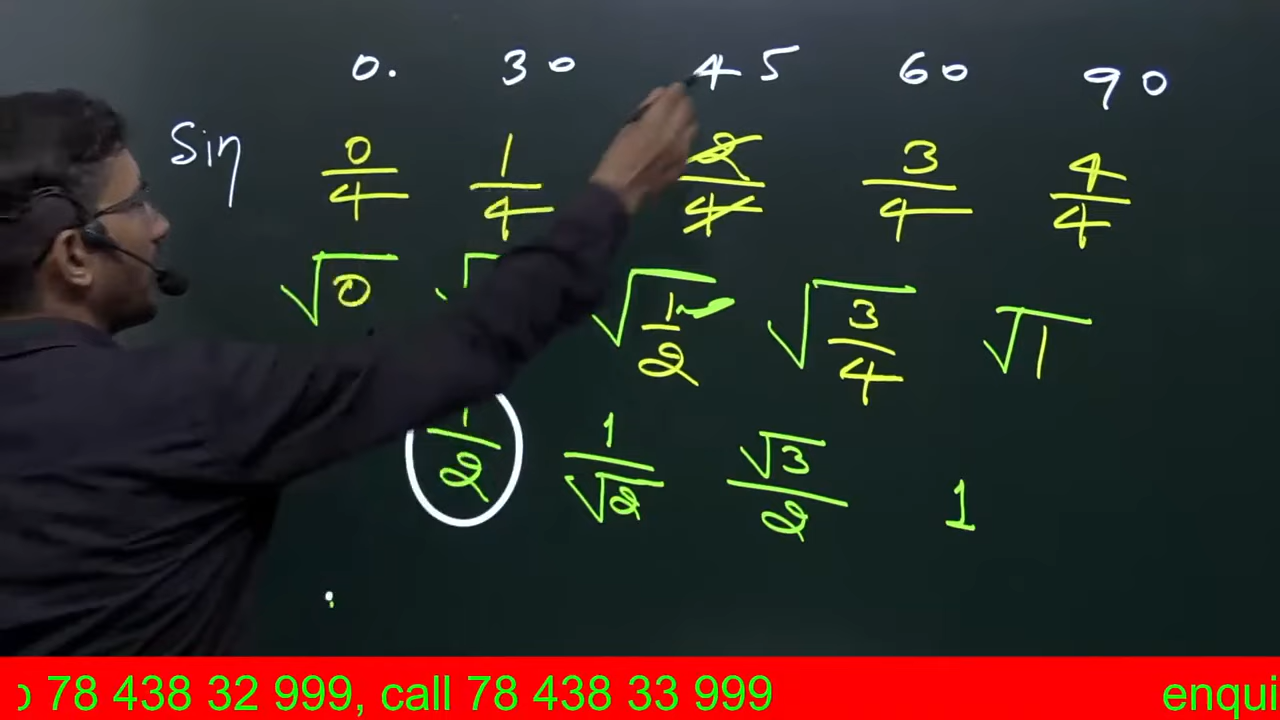 0. 30 45 60 90
Sin 0/4 1/4 2/4 3/4 4/4
√0 √ √1/2 √3/4 √1
1/2 1/√2 √3/2 1
78 438 32 999, call 78 438 33 999 enqui